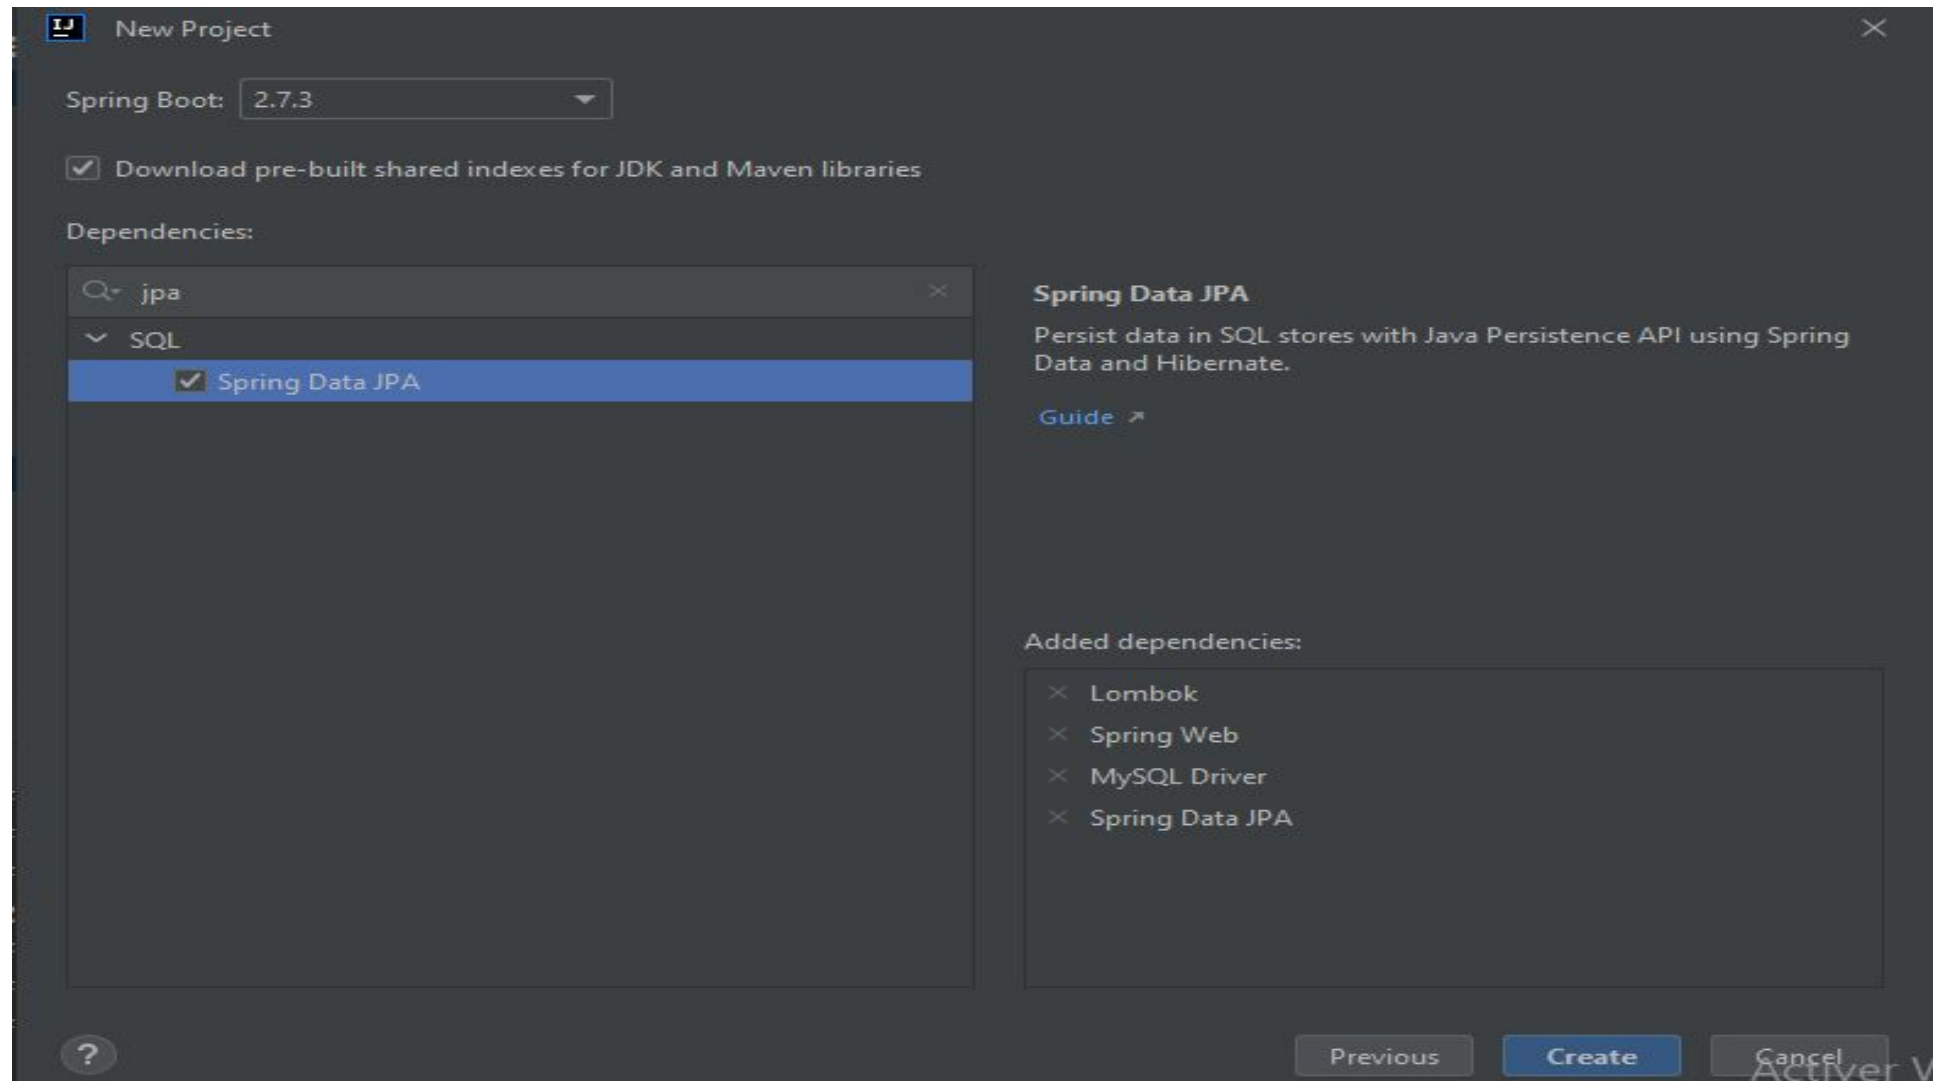 IJ New Project
Spring Boot: 2.7.3
Download pre-built shared indexes for JDK and Maven libraries
Dependencies:
jpa
SQL
Spring Data JPA
Spring Data JPA
Persist data in SQL stores with Java Persistence API using Spring
Data and Hibernate.
Guide
Added dependencies:
Lombok
Spring Web
MySQL Driver
Spring Data JPA
? Previous Create Cancel
Activer